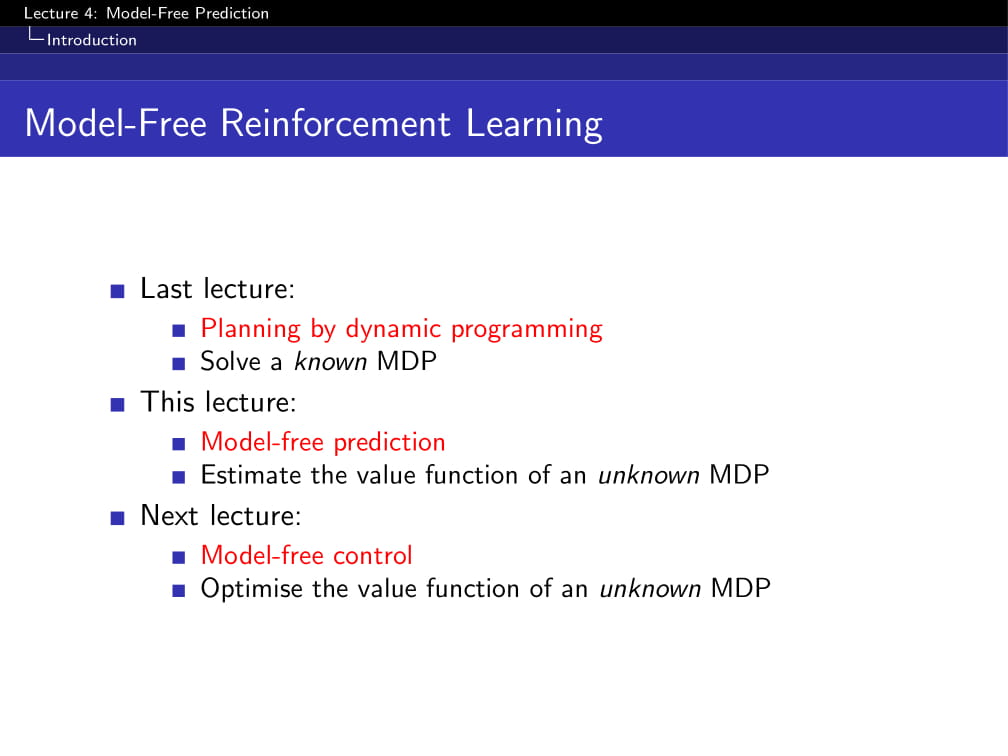 Lecture 4: Model-Free Prediction
Introduction
Model-Free Reinforcement Learning
Last lecture:
Planning by dynamic programming
Solve a known MDP
This lecture:
Model-free prediction
Estimate the value function of an unknown MDP
Next lecture:
Model-free control
Optimise the value function of an unknown MDP